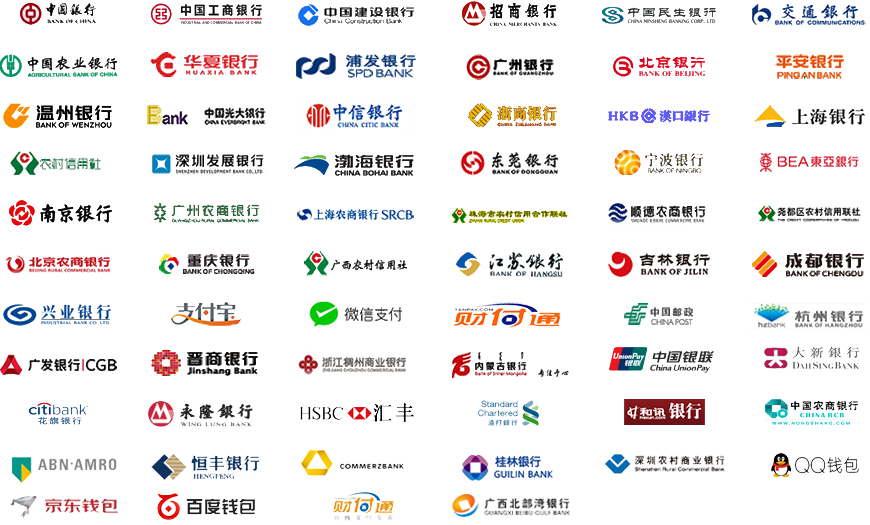 中国银行
BANK OF CHINA
中国工商银行
INDUSTRIAL AND COMMERCIAL BANK OF CHINA
中国建设银行
China Construction Bank
招商银行
CHINA MERCHANTS BANK
中国民生银行
CHINA MINSHENG BANKING CORP. LTD.
交通银行
BANK OF COMMUNICATIONS
中国农业银行
AGRICULTURAL BANK OF CHINA
华夏银行
HUAXIA BANK
浦发银行
SPD BANK
广州银行
BANK OF GUANGZHOU
北京银行
BANK OF BEIJING
平安银行
PING AN BANK
温州银行
BANK OF WENZHOU
Bank
中国光大银行
CHINA EVERBRIGHT BANK
中信银行
CHINA CITIC BANK
浙商银行
CHINA ZHESHANG BANK
HKB 漢口銀行
上海银行
农村信用社
深圳发展银行
SHENZHEN DEVELOPMENT BANK CO., LTD.
渤海银行
CHINA BOHAI BANK
东莞银行
BANK OF DONGGUAN
宁波银行
BANK OF NINGBO
BEA東亞銀行
南京银行
广州农商银行
GUANGZHOU RURAL COMMERCIAL BANK
上海农商银行 SRCB
珠海市农村信用合作联社
ZHUHAI RURAL CREDIT UNION
顺德农商银行
SHUNDE RURAL COMMERCIAL BANK
尧都区农村信用联社
北京农商银行
BEIJING RURAL COMMERCIAL BANK
重庆银行
BANK OF CHONGQING
广西农村信用社
江苏银行
BANK OF JIANGSU
吉林银行
BANK OF JILIN
成都银行
BANK OF CHENGDU
兴业银行
INDUSTRIAL BANK CO., LTD.
支付宝
微信支付
TENPAY.COM
财付通
中国邮政
CHINA POST
hzbank
杭州银行
BANK OF HANGZHOU
广发银行|CGB
晋商银行
Jinshang Bank
浙江稠州商业银行
ZHEJIANG CHOUZHOU COMMERCIAL BANK
内蒙古银行
Bank of Inner Mongolia
UnionPay
银联
中国银联
China UnionPay
大新銀行
DAH SING BANK
citibank
花旗银行
永隆銀行
WING LUNG BANK
HSBC 汇丰
Standard
Chartered
渣打銀行
和讯 银行
中国农商银行
CHINA RCB
WWW.NONGSHANG.COM
ABN·AMRO
恒丰银行
HENGFENG
COMMERZBANK
桂林银行
GUILIN BANK
深圳农村商业银行
Shenzhen Rural Commercial Bank
QQ钱包
京东钱包
百度钱包
财付通
广西北部湾银行
GUANGXI BEIBU GULF BANK